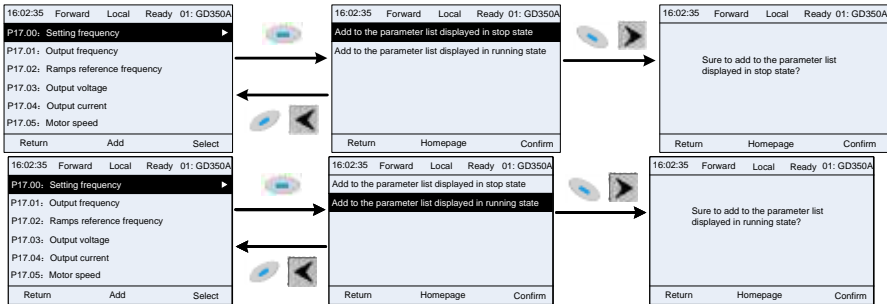 16:02:35 Forward Local Ready 01: GD350A
P17.00: Setting frequency
P17.01: Output frequency
P17.02: Ramps reference frequency
P17.03: Output voltage
P17.04: Output current
P17.05: Motor speed
Return Add Select
16:02:35 Forward Local Ready 01: GD350A
Add to the parameter list displayed in stop state
Add to the parameter list displayed in running state
Return Homepage Confirm
16:02:35 Forward Local Ready 01: GD350A
Sure to add to the parameter list
displayed in stop state?
Return Homepage Confirm
16:02:35 Forward Local Ready 01: GD350A
P17.00: Setting frequency
P17.01: Output frequency
P17.02: Ramps reference frequency
P17.03: Output voltage
P17.04: Output current
P17.05: Motor speed
Return Add Select
16:02:35 Forward Local Ready 01: GD350A
Add to the parameter list displayed in stop state
Add to the parameter list displayed in running state
Return Homepage Confirm
16:02:35 Forward Local Ready 01: GD350A
Sure to add to the parameter list
displayed in running state?
Return Homepage Confirm